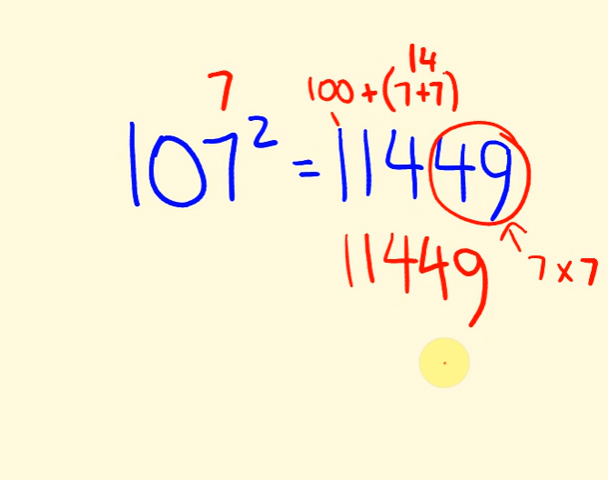 14
7 100 + (7+7)
107² = 11449
11449 7 × 7